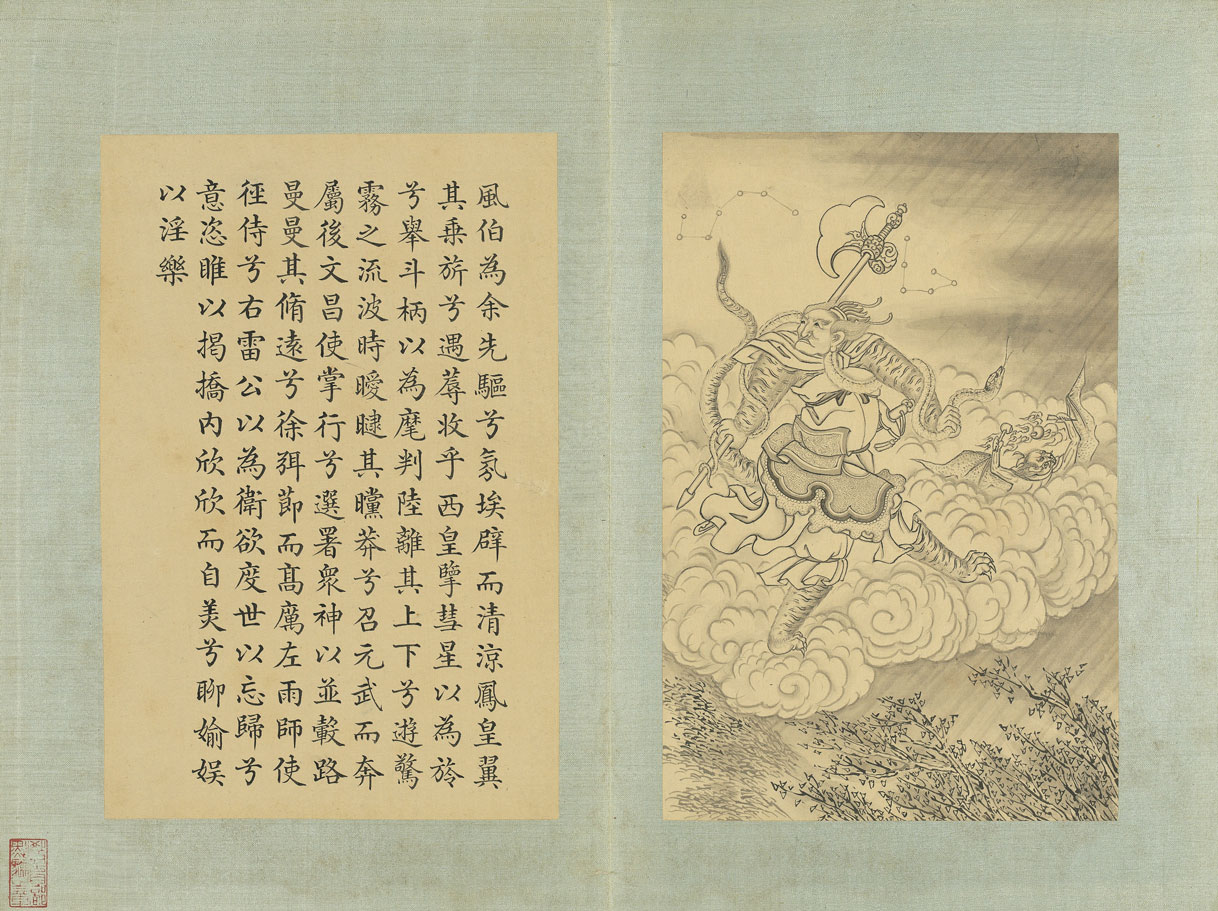 風伯為余先驅兮氛埃辟而清涼鳳皇翼
其乗旂兮遇蓐收乎西皇擥彗星以為旍
兮舉斗柄以為麾判陸離其上下兮遊驚
霧之流波時曖曃其曭莽兮召元武而奔
屬後文昌使掌行兮選署眾神以並轂路
曼曼其脩遠兮徐弭節而高厲左雨師使
徑侍兮右雷公以為衛欲度世以忘歸兮
意恣睢以揭撟內欣欣而自美兮聊媮娛
以淫樂